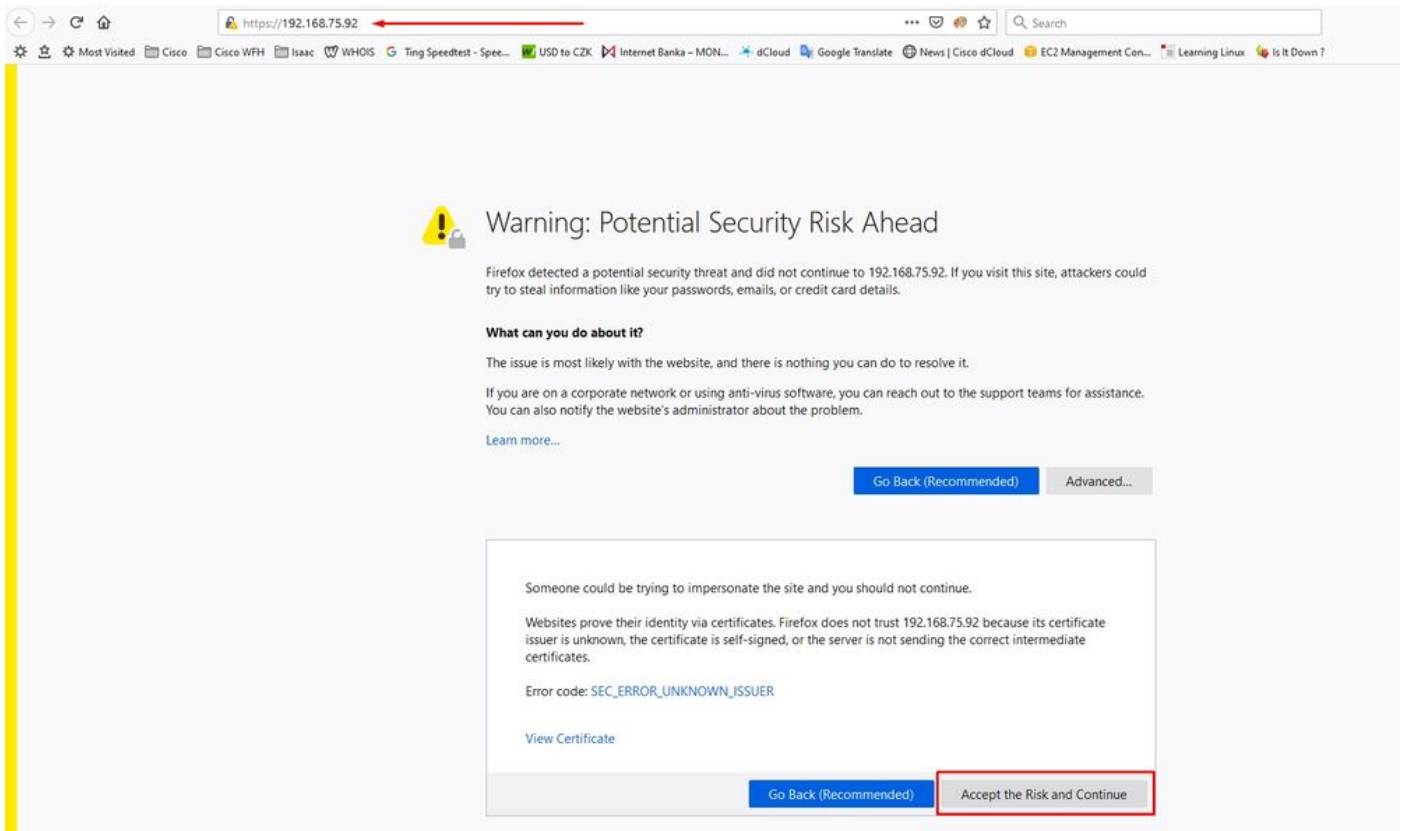 https://192.168.75.92
Search
Most Visited Cisco Cisco WFH Isaac WHOIS Ting Speedtest - Spee... USD to CZK Internet Banka – MON... dCloud Google Translate News | Cisco dCloud EC2 Management Con... Learning Linux Is It Down ?
Warning: Potential Security Risk Ahead
Firefox detected a potential security threat and did not continue to 192.168.75.92. If you visit this site, attackers could
try to steal information like your passwords, emails, or credit card details.
What can you do about it?
The issue is most likely with the website, and there is nothing you can do to resolve it.
If you are on a corporate network or using anti-virus software, you can reach out to the support teams for assistance.
You can also notify the website's administrator about the problem.
Learn more...
Go Back (Recommended) Advanced...
Someone could be trying to impersonate the site and you should not continue.
Websites prove their identity via certificates. Firefox does not trust 192.168.75.92 because its certificate
issuer is unknown, the certificate is self-signed, or the server is not sending the correct intermediate
certificates.
Error code: SEC_ERROR_UNKNOWN_ISSUER
View Certificate
Go Back (Recommended) Accept the Risk and Continue